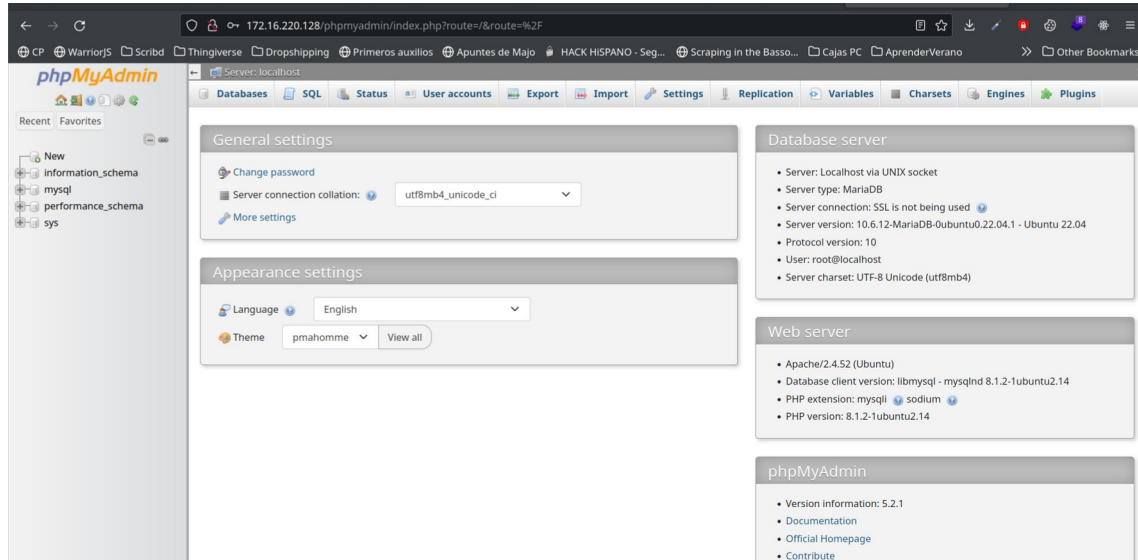 172.16.220.128/phpmyadmin/index.php?route=/&route=%2F
8
CP WarriorJS Scribd Thingiverse Dropshipping Primeros auxilios Apuntes de Majo HACK HiSPANO - Seg... Scraping in the Basso... Cajas PC AprenderVerano Other Bookmarks
phpMyAdmin
Recent Favorites
New
information_schema
mysql
performance_schema
sys
Server: localhost
Databases SQL Status User accounts Export Import Settings Replication Variables Charsets Engines Plugins
General settings
Change password
Server connection collation: utf8mb4_unicode_ci
More settings
Appearance settings
Language English
Theme pmahomme View all
Database server
• Server: Localhost via UNIX socket
• Server type: MariaDB
• Server connection: SSL is not being used
• Server version: 10.6.12-MariaDB-0ubuntu0.22.04.1 - Ubuntu 22.04
• Protocol version: 10
• User: root@localhost
• Server charset: UTF-8 Unicode (utf8mb4)
Web server
• Apache/2.4.52 (Ubuntu)
• Database client version: libmysql - mysqlnd 8.1.2-1ubuntu2.14
• PHP extension: mysqli sodium
• PHP version: 8.1.2-1ubuntu2.14
phpMyAdmin
• Version information: 5.2.1
• Documentation
• Official Homepage
• Contribute